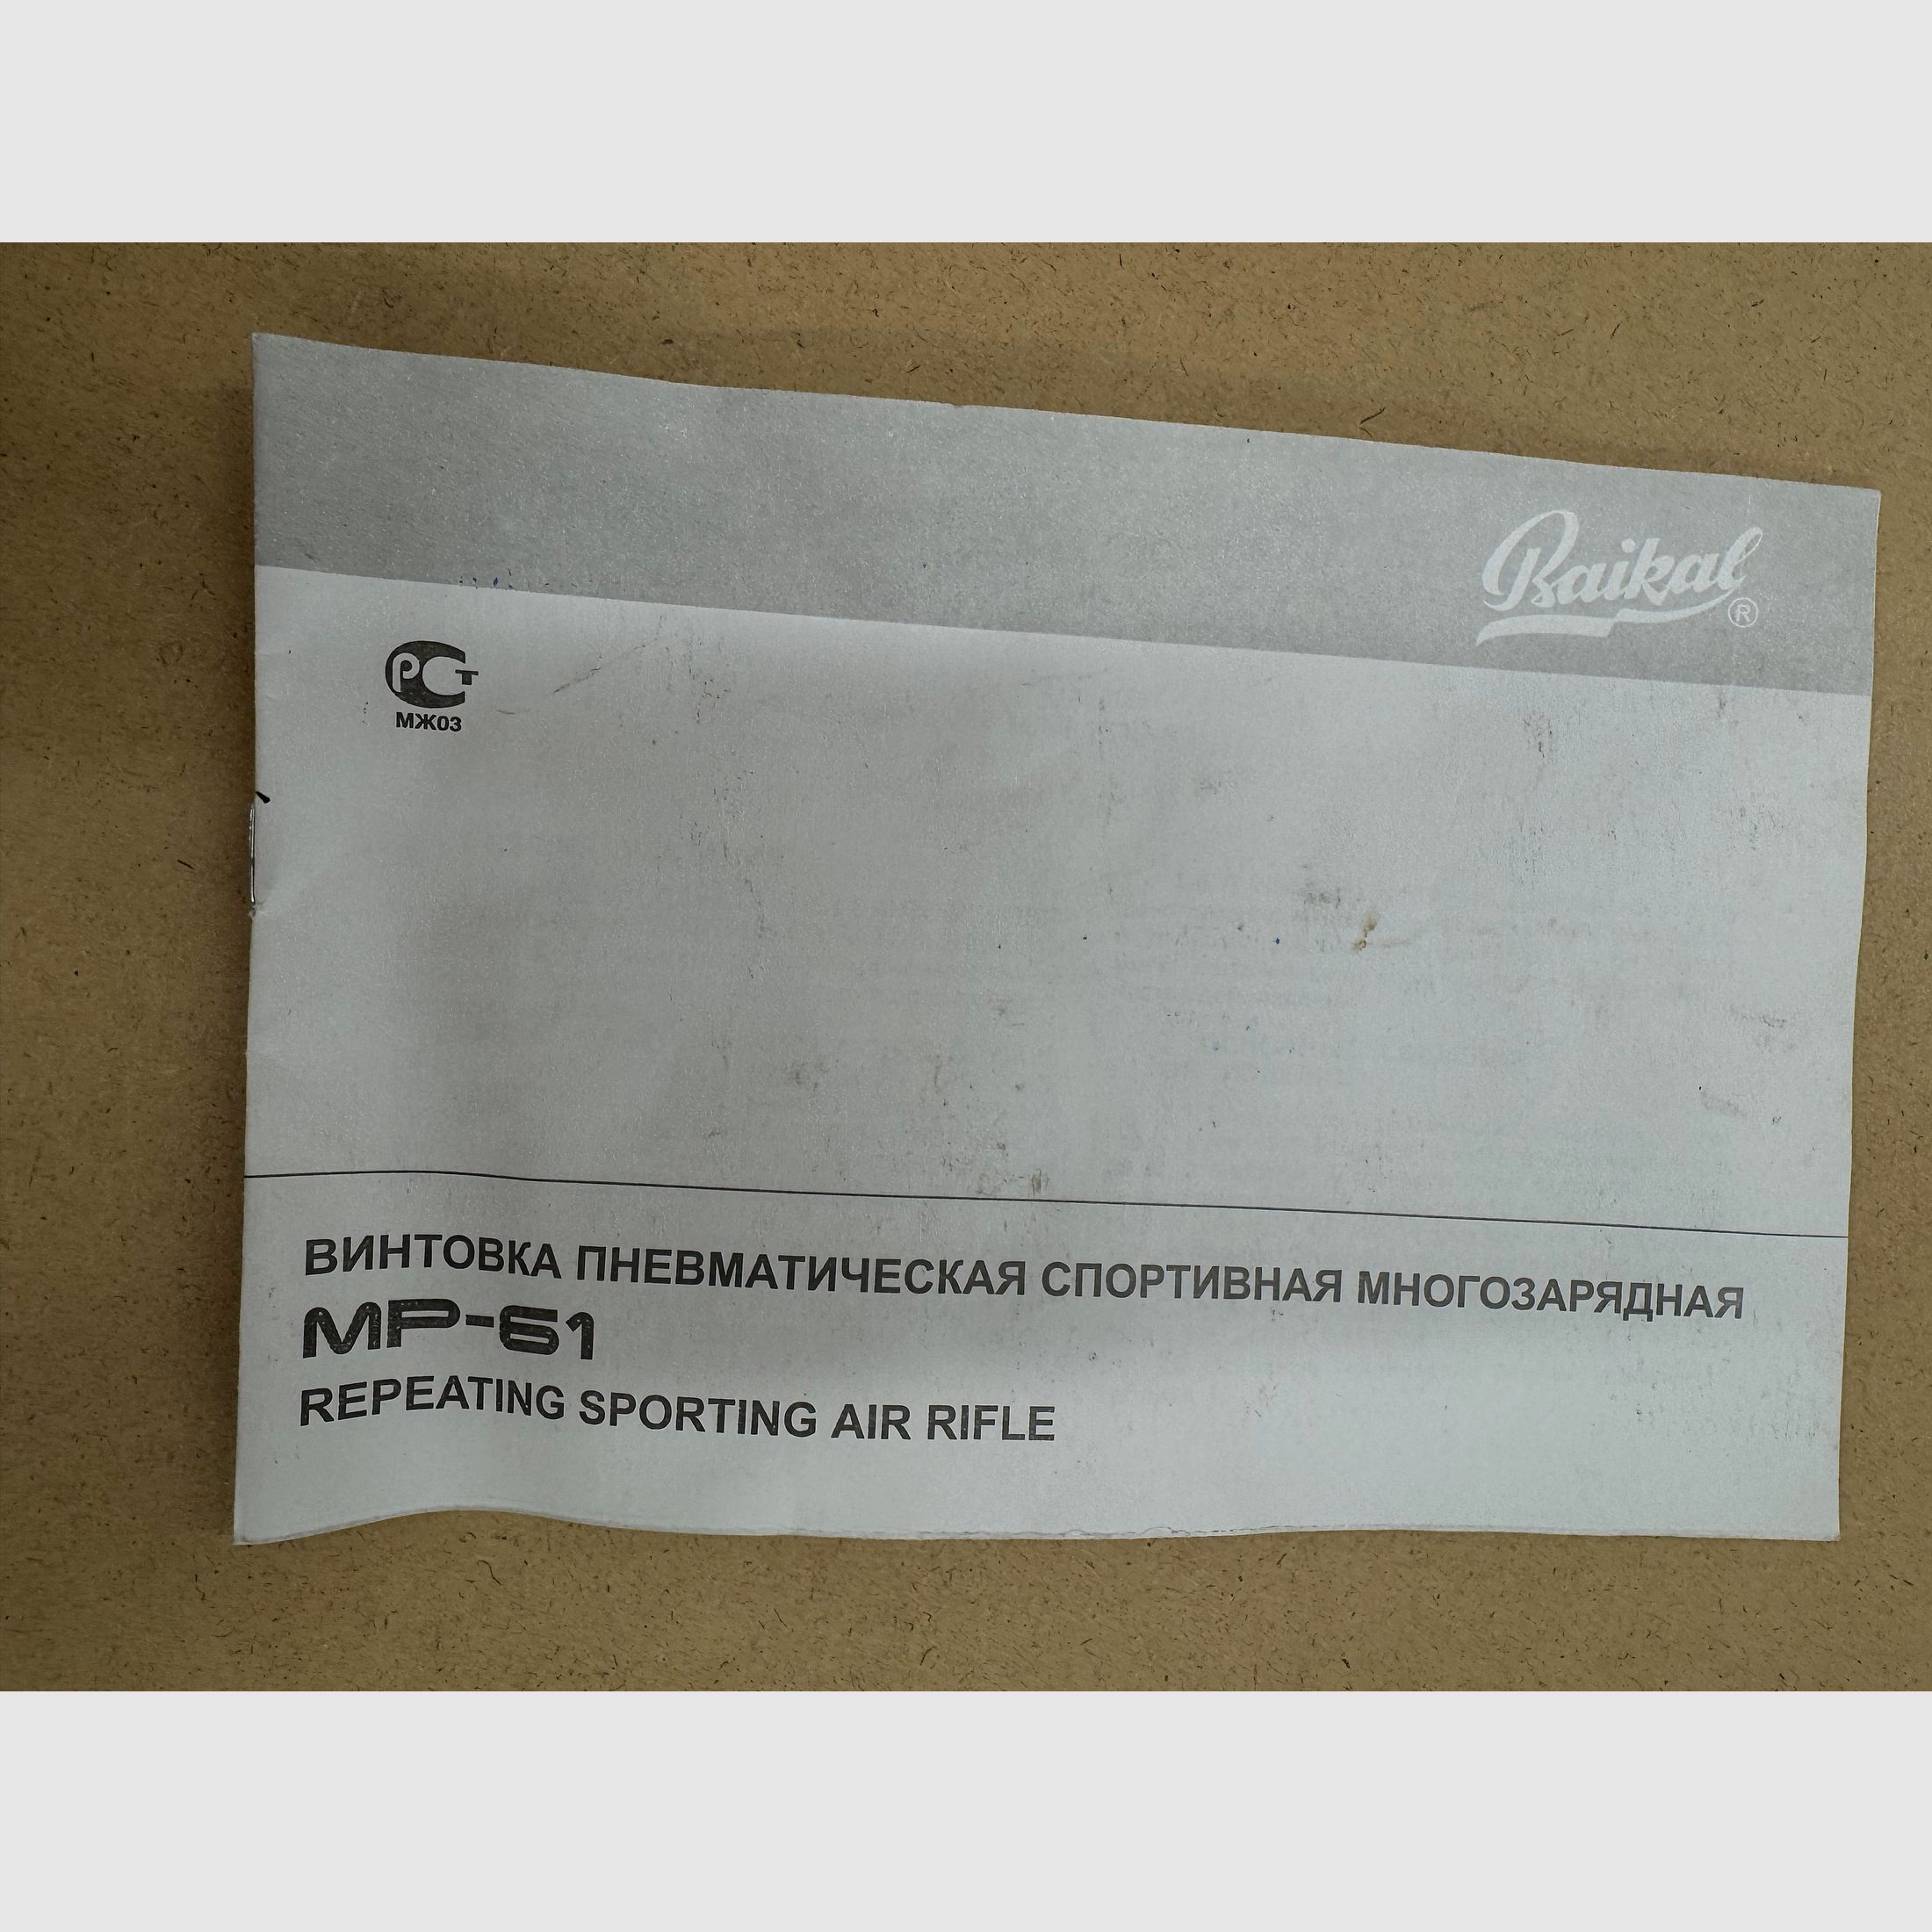 Baikal ®
РСТ
МЖ03
ВИНТОВКА ПНЕВМАТИЧЕСКАЯ СПОРТИВНАЯ МНОГОЗАРЯДНАЯ
МР-61
REPEATING SPORTING AIR RIFLE